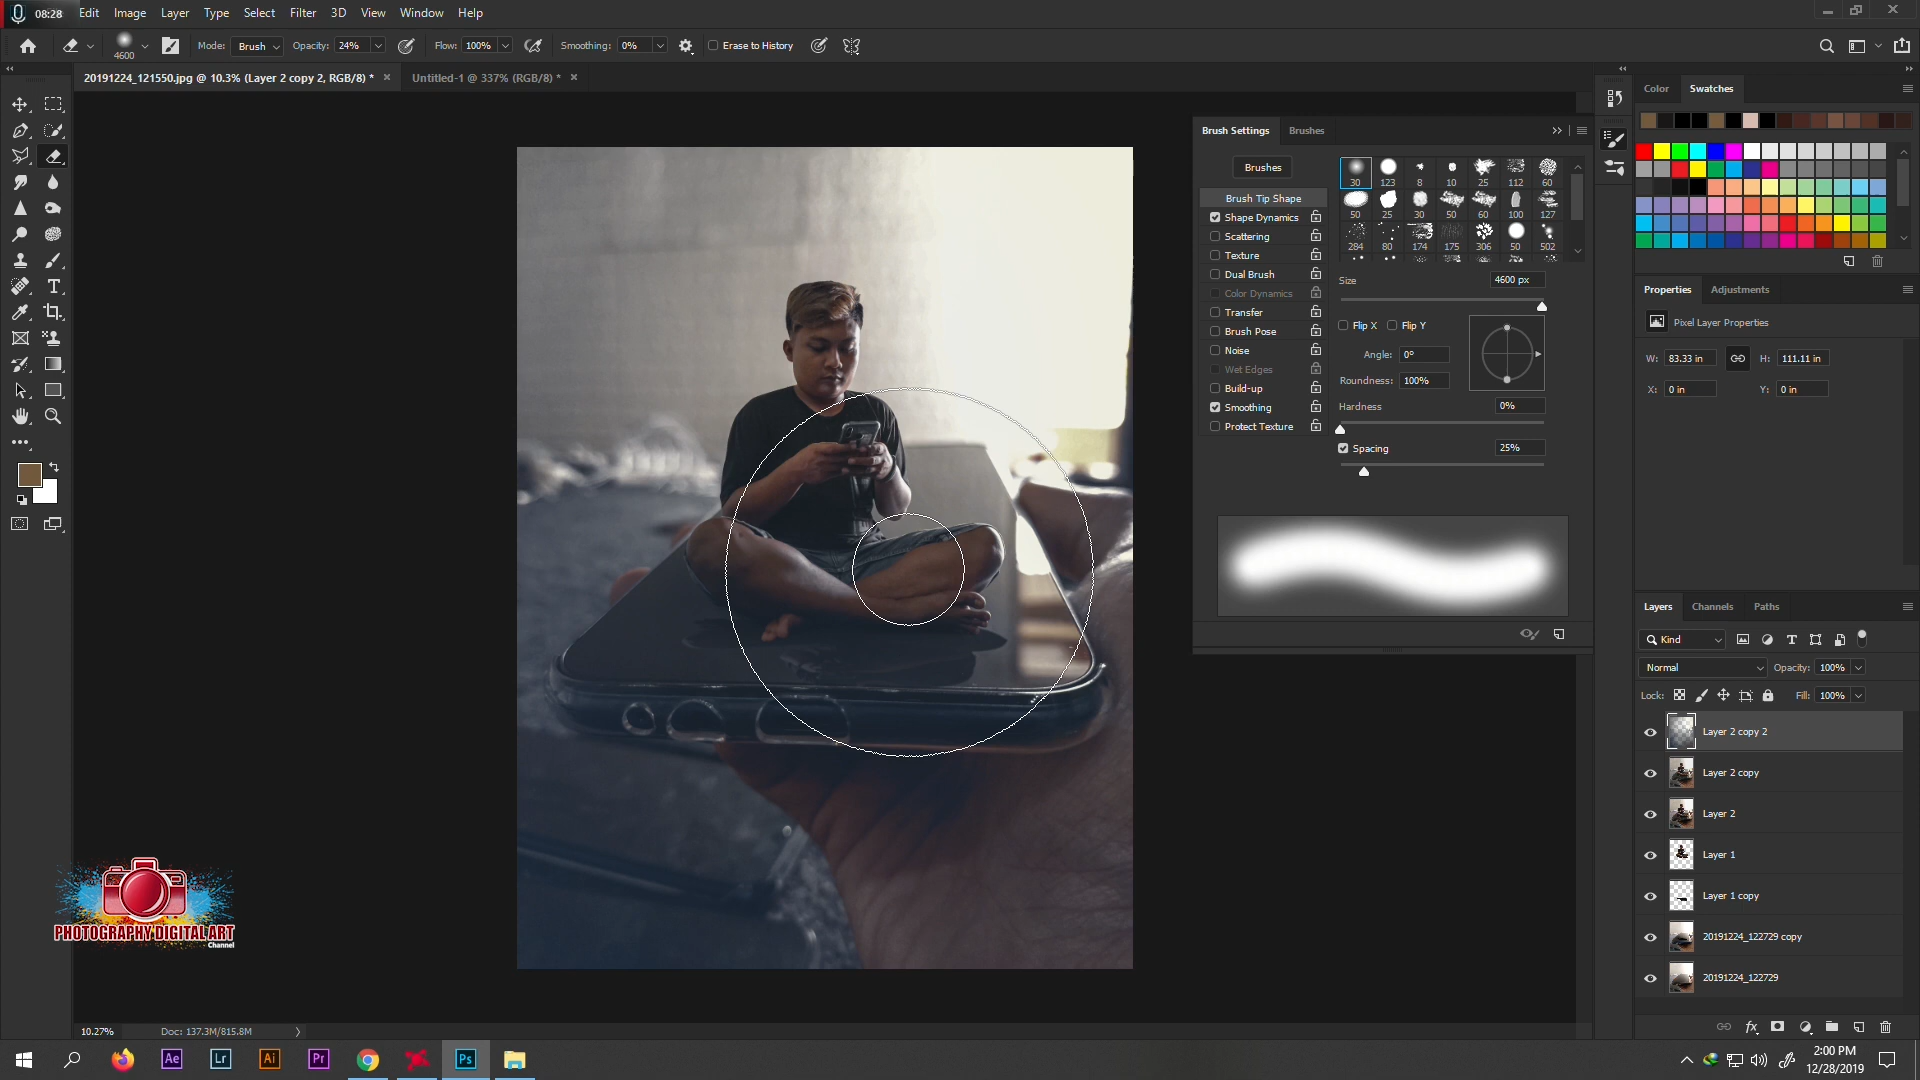 08:28 Edit Image Layer Type Select Filter 3D View Window Help
4600 Mode: Brush Opacity: 24% Flow: 100% Smoothing: 0% Erase to History
20191224_121550.jpg @ 10.3% (Layer 2 copy 2, RGB/8) * × Untitled-1 @ 337% (RGB/8) * ×
Color Swatches
Brush Settings Brushes
Brushes
30 123 8 10 25 112 60
50 25 30 50 60 100 127
284 80 174 175 306 50 502
Brush Tip Shape
Shape Dynamics
Scattering
Texture
Dual Brush
Color Dynamics
Transfer
Brush Pose
Noise
Wet Edges
Build-up
Smoothing
Protect Texture
Size 4600 px
Flip X Flip Y
Angle: 0º
Roundness: 100%
Hardness 0%
Spacing 25%
Properties Adjustments
Pixel Layer Properties
W: 83.33 in H: 111.11 in
X: 0 in Y: 0 in
Layers Channels Paths
Kind
Normal Opacity: 100%
Lock: Fill: 100%
Layer 2 copy 2
Layer 2 copy
Layer 2
Layer 1
Layer 1 copy
20191224_122729 copy
20191224_122729
PHOTOGRAPHY DIGITAL ART
Channel
10.27% Doc: 137.3M/815.8M
Ae Lr Ai Pr Ps
2:00 PM
12/28/2019